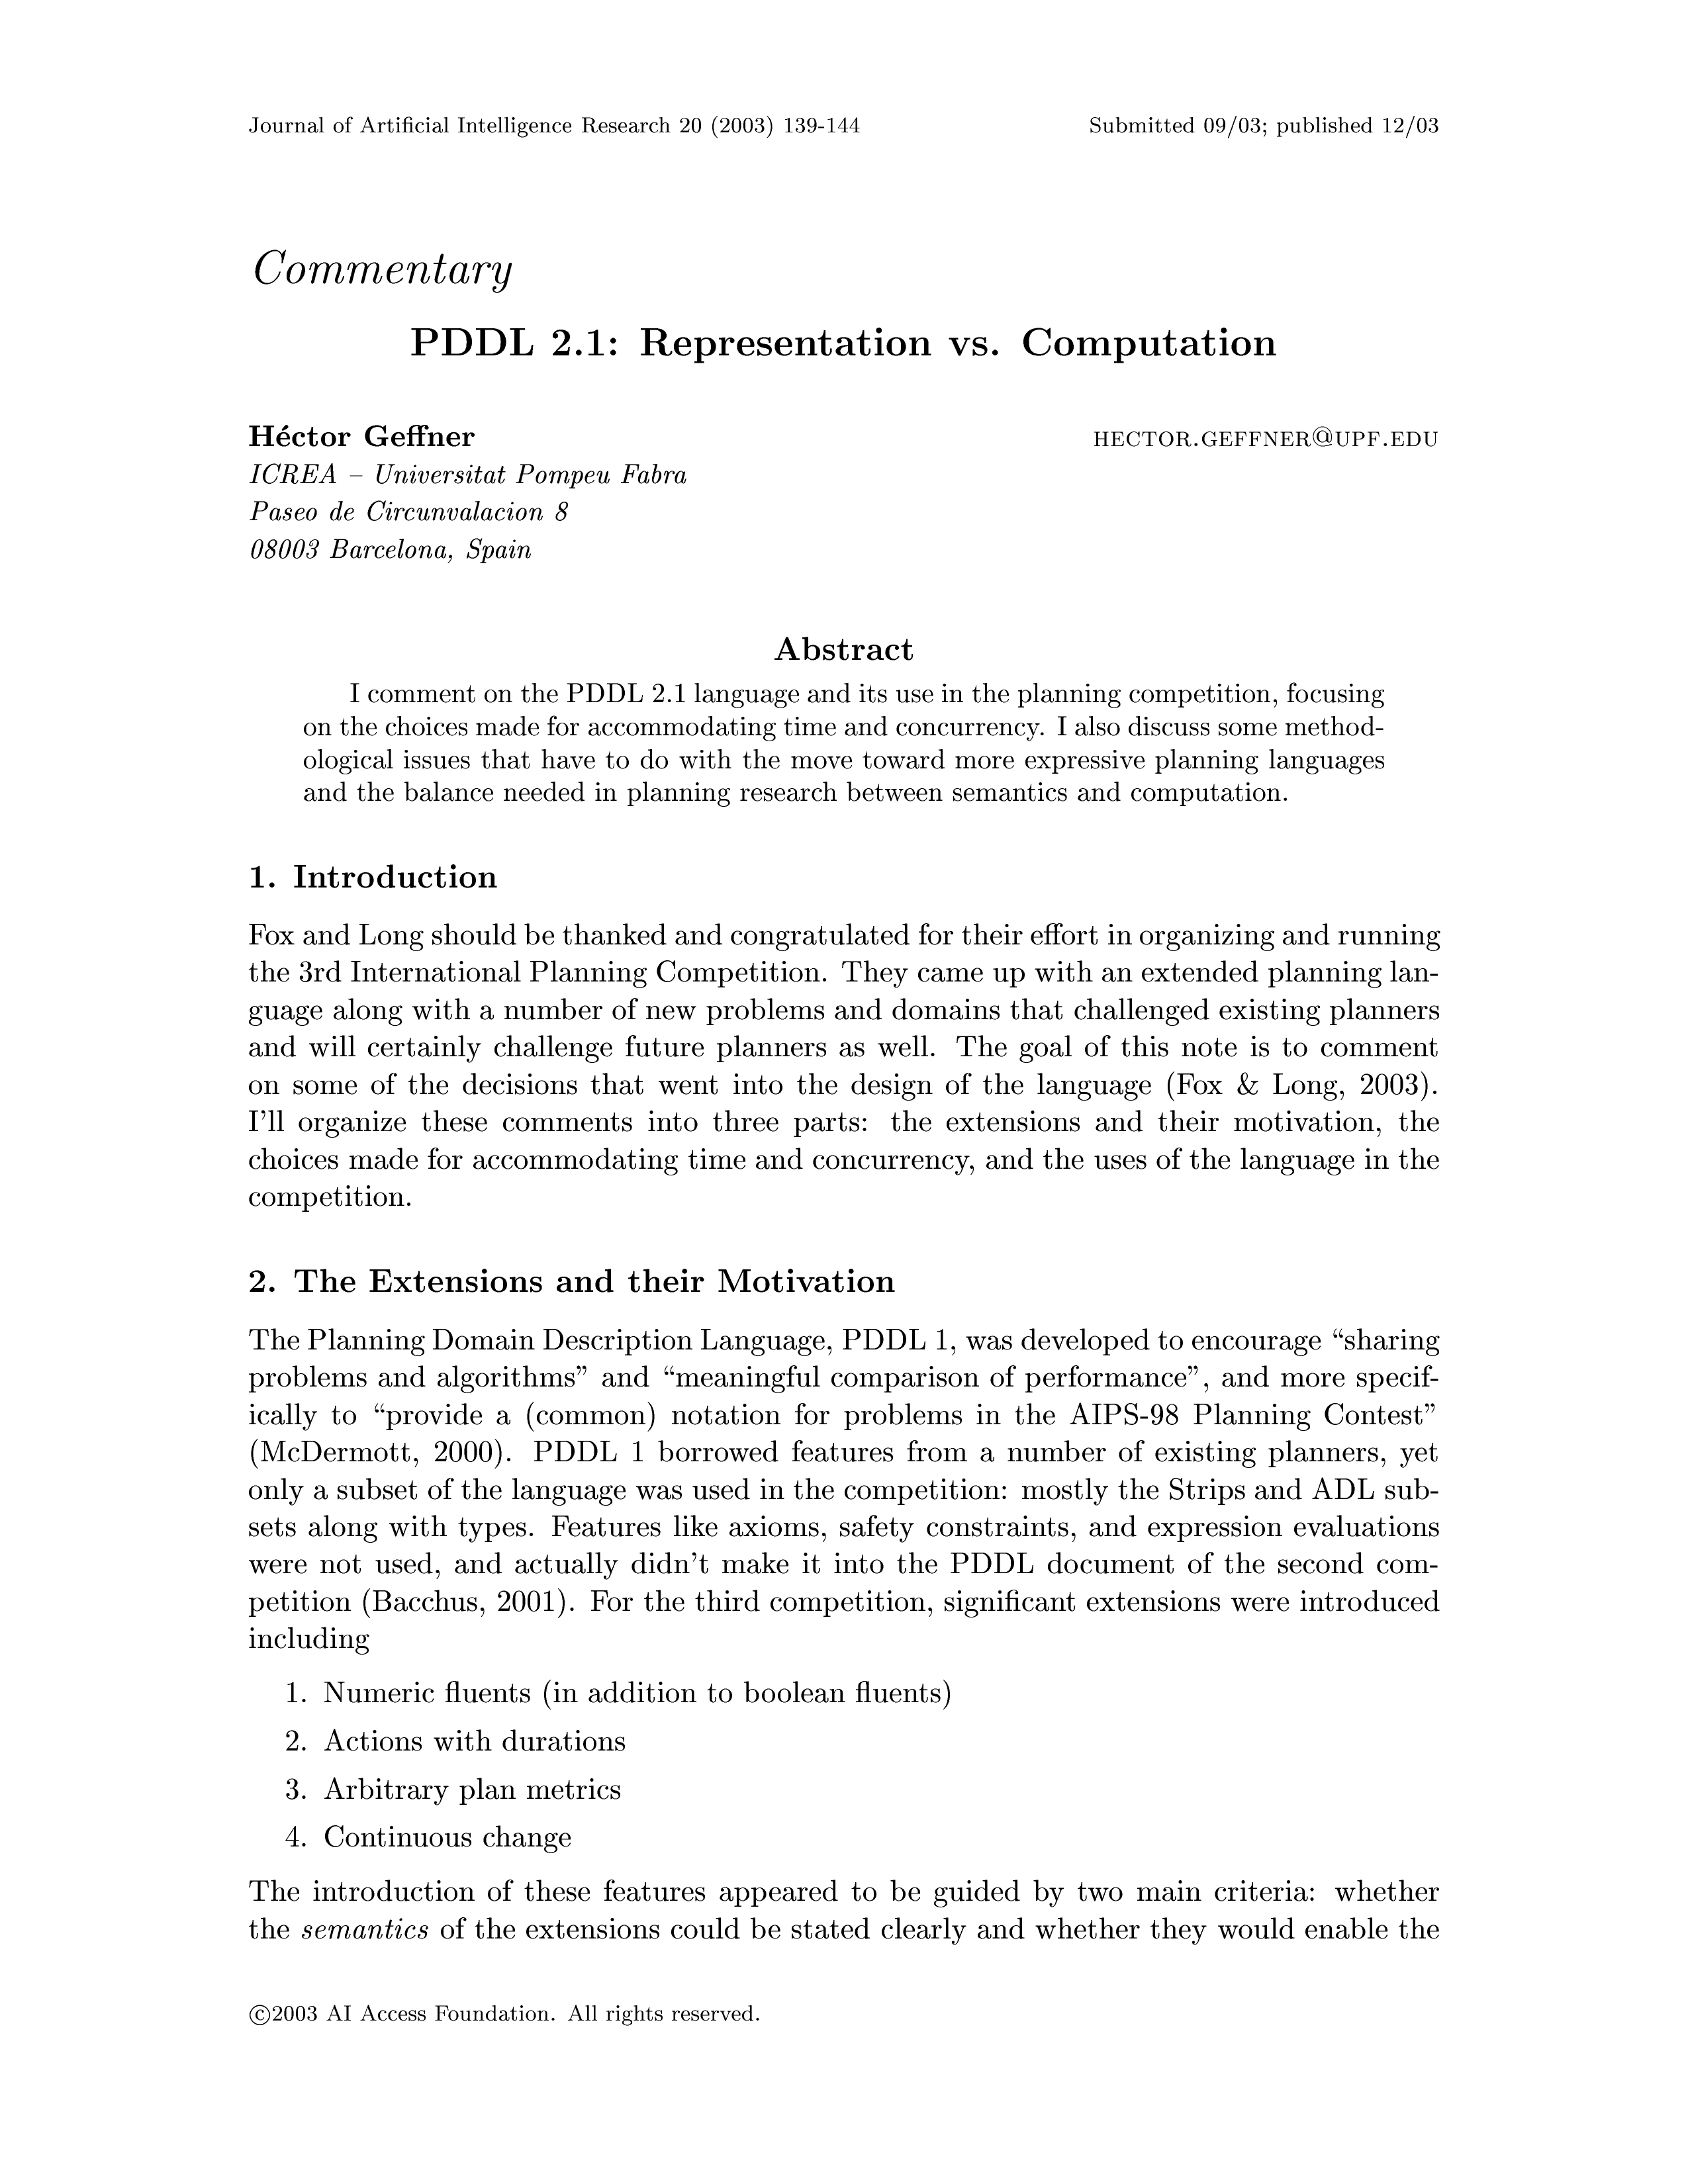 Journal of Artificial Intelligence Research 20 (2003) 139-144 Submitted 09/03; published 12/03
Commentary
PDDL 2.1: Representation vs. Computation
Héctor Geffner HECTOR.GEFFNER@UPF.EDU
ICREA – Universitat Pompeu Fabra
Paseo de Circunvalacion 8
08003 Barcelona, Spain
Abstract
I comment on the PDDL 2.1 language and its use in the planning competition, focusing
on the choices made for accommodating time and concurrency. I also discuss some method-
ological issues that have to do with the move toward more expressive planning languages
and the balance needed in planning research between semantics and computation.
1. Introduction
Fox and Long should be thanked and congratulated for their effort in organizing and running
the 3rd International Planning Competition. They came up with an extended planning lan-
guage along with a number of new problems and domains that challenged existing planners
and will certainly challenge future planners as well. The goal of this note is to comment
on some of the decisions that went into the design of the language (Fox & Long, 2003).
I'll organize these comments into three parts: the extensions and their motivation, the
choices made for accommodating time and concurrency, and the uses of the language in the
competition.
2. The Extensions and their Motivation
The Planning Domain Description Language, PDDL 1, was developed to encourage “sharing
problems and algorithms” and “meaningful comparison of performance”, and more specif-
ically to “provide a (common) notation for problems in the AIPS-98 Planning Contest”
(McDermott, 2000). PDDL 1 borrowed features from a number of existing planners, yet
only a subset of the language was used in the competition: mostly the Strips and ADL sub-
sets along with types. Features like axioms, safety constraints, and expression evaluations
were not used, and actually didn't make it into the PDDL document of the second com-
petition (Bacchus, 2001). For the third competition, significant extensions were introduced
including
1. Numeric fluents (in addition to boolean fluents)
2. Actions with durations
3. Arbitrary plan metrics
4. Continuous change
The introduction of these features appeared to be guided by two main criteria: whether
the semantics of the extensions could be stated clearly and whether they would enable the
©2003 AI Access Foundation. All rights reserved.